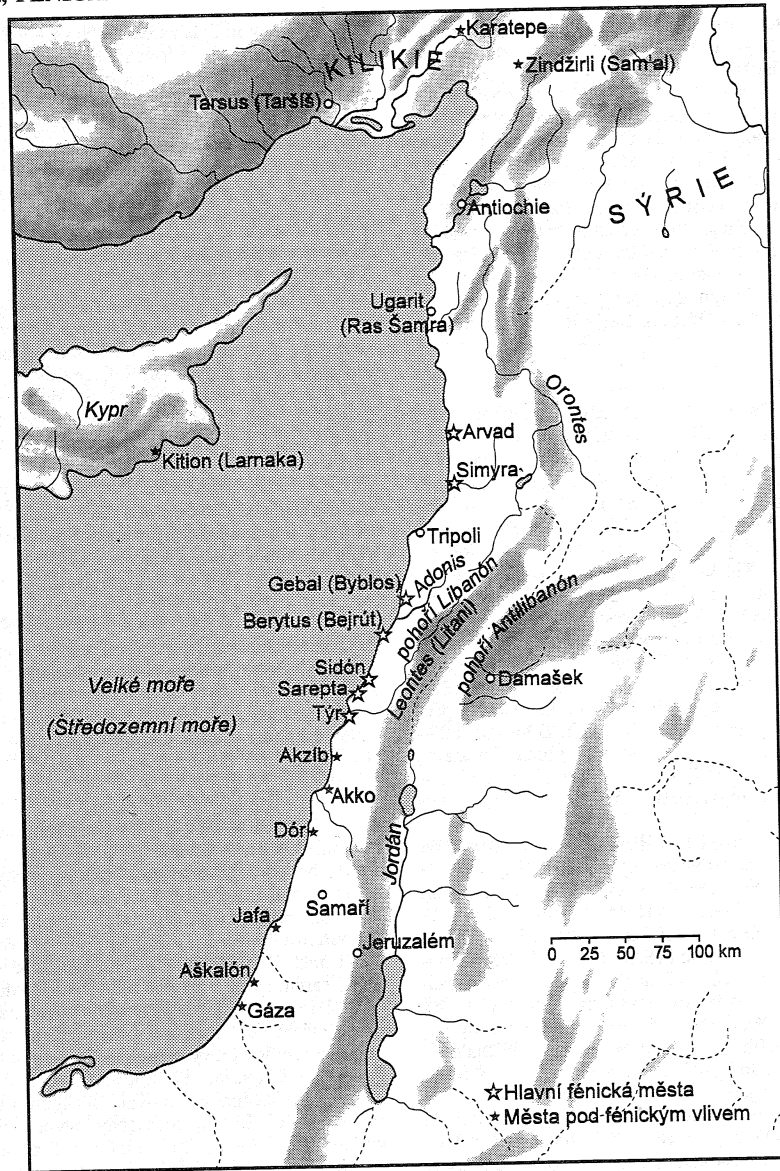 Karatepe
KILIKIE
Zindžirli (Sam'al)
Tarsus (Taršíš)
SÝRIE
Antiochie
Ugarit
(Ras Šamra)
Orontes
Kypr
Arvad
Kition (Larnaka)
Simyra
Tripoli
Adonis
Gebal (Byblos)
pohoří Libanón
Berytus (Bejrút)
Leontes (Litani)
pohoří Antilibanón
Sidón
Damašek
Velké moře
Sarepta
(Středozemní moře)
Týr
Akzíb
Akko
Dór
Jordán
Samaří
Jafa
Jeruzalém
0 25 50 75 100 km
Aškalón
Gáza
Hlavní fénická města
Města pod fénickým vlivem